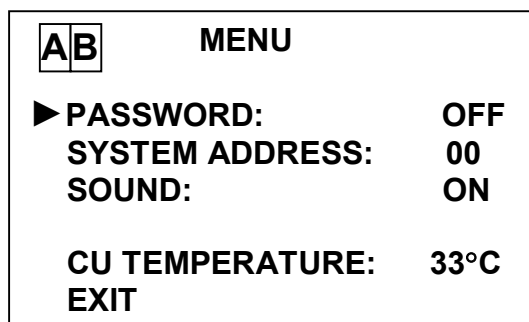 AB MENU
▶PASSWORD: OFF
SYSTEM ADDRESS: 00
SOUND: ON
CU TEMPERATURE: 33°C
EXIT